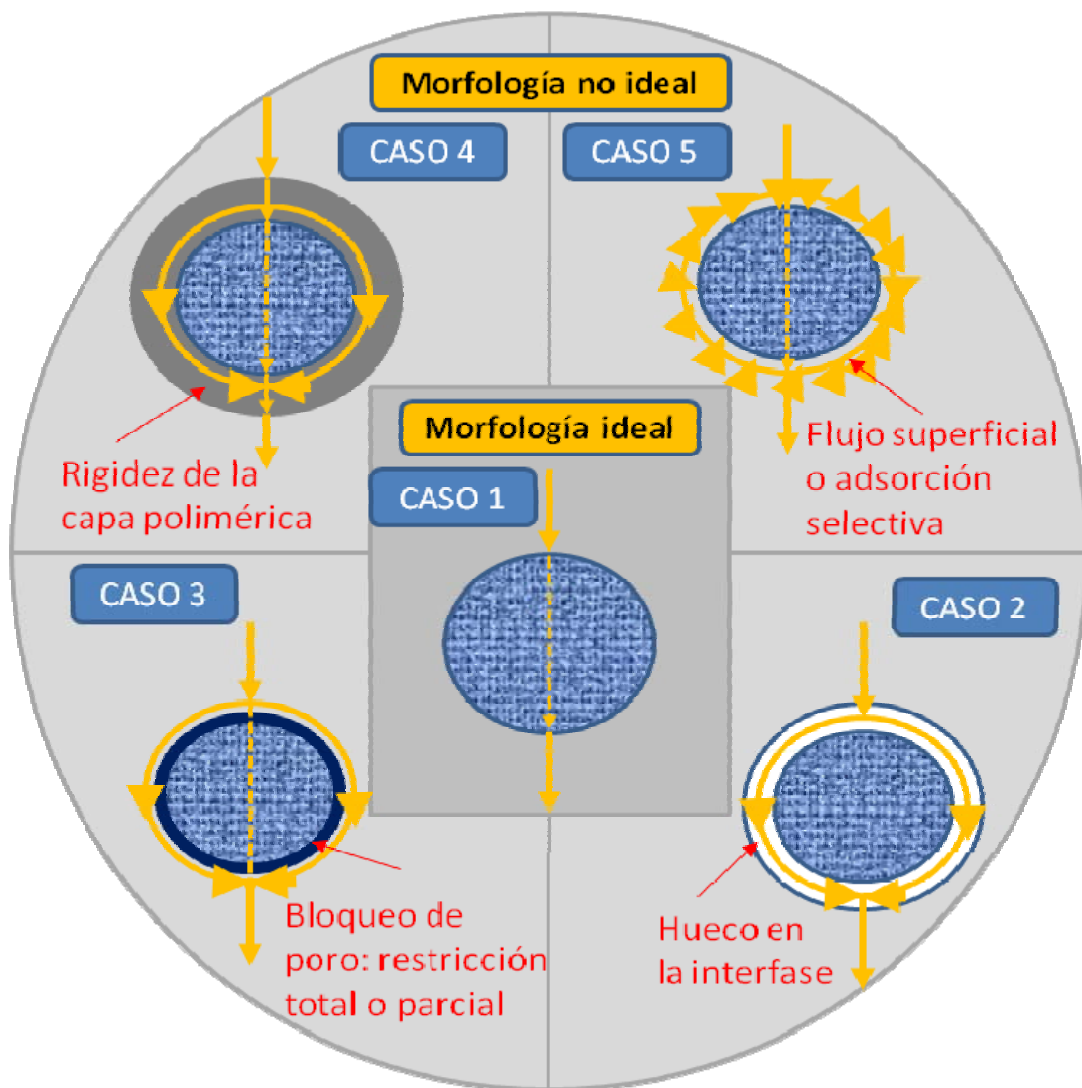 Morfología no ideal
CASO 4
CASO 5
Rigidez de la
capa polimérica
Flujo superficial
o adsorción
selectiva
Morfología ideal
CASO 1
CASO 3
CASO 2
Bloqueo de
poro: restricción
total o parcial
Hueco en
la interfase